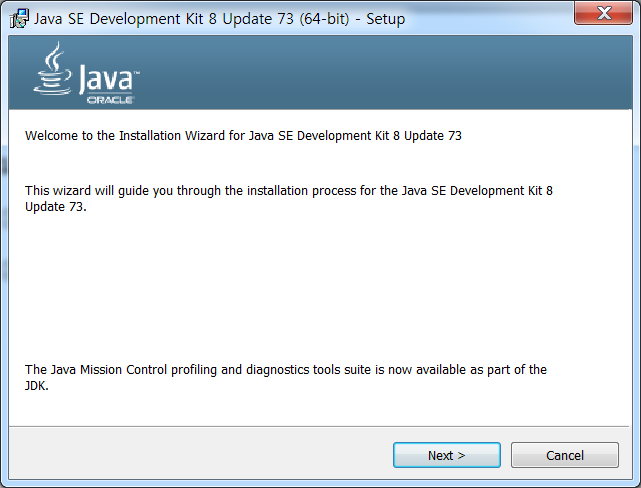 Java SE Development Kit 8 Update 73 (64-bit) - Setup
Java™
ORACLE
Welcome to the Installation Wizard for Java SE Development Kit 8 Update 73
This wizard will guide you through the installation process for the Java SE Development Kit 8
Update 73.
The Java Mission Control profiling and diagnostics tools suite is now available as part of the
JDK.
Next >
Cancel